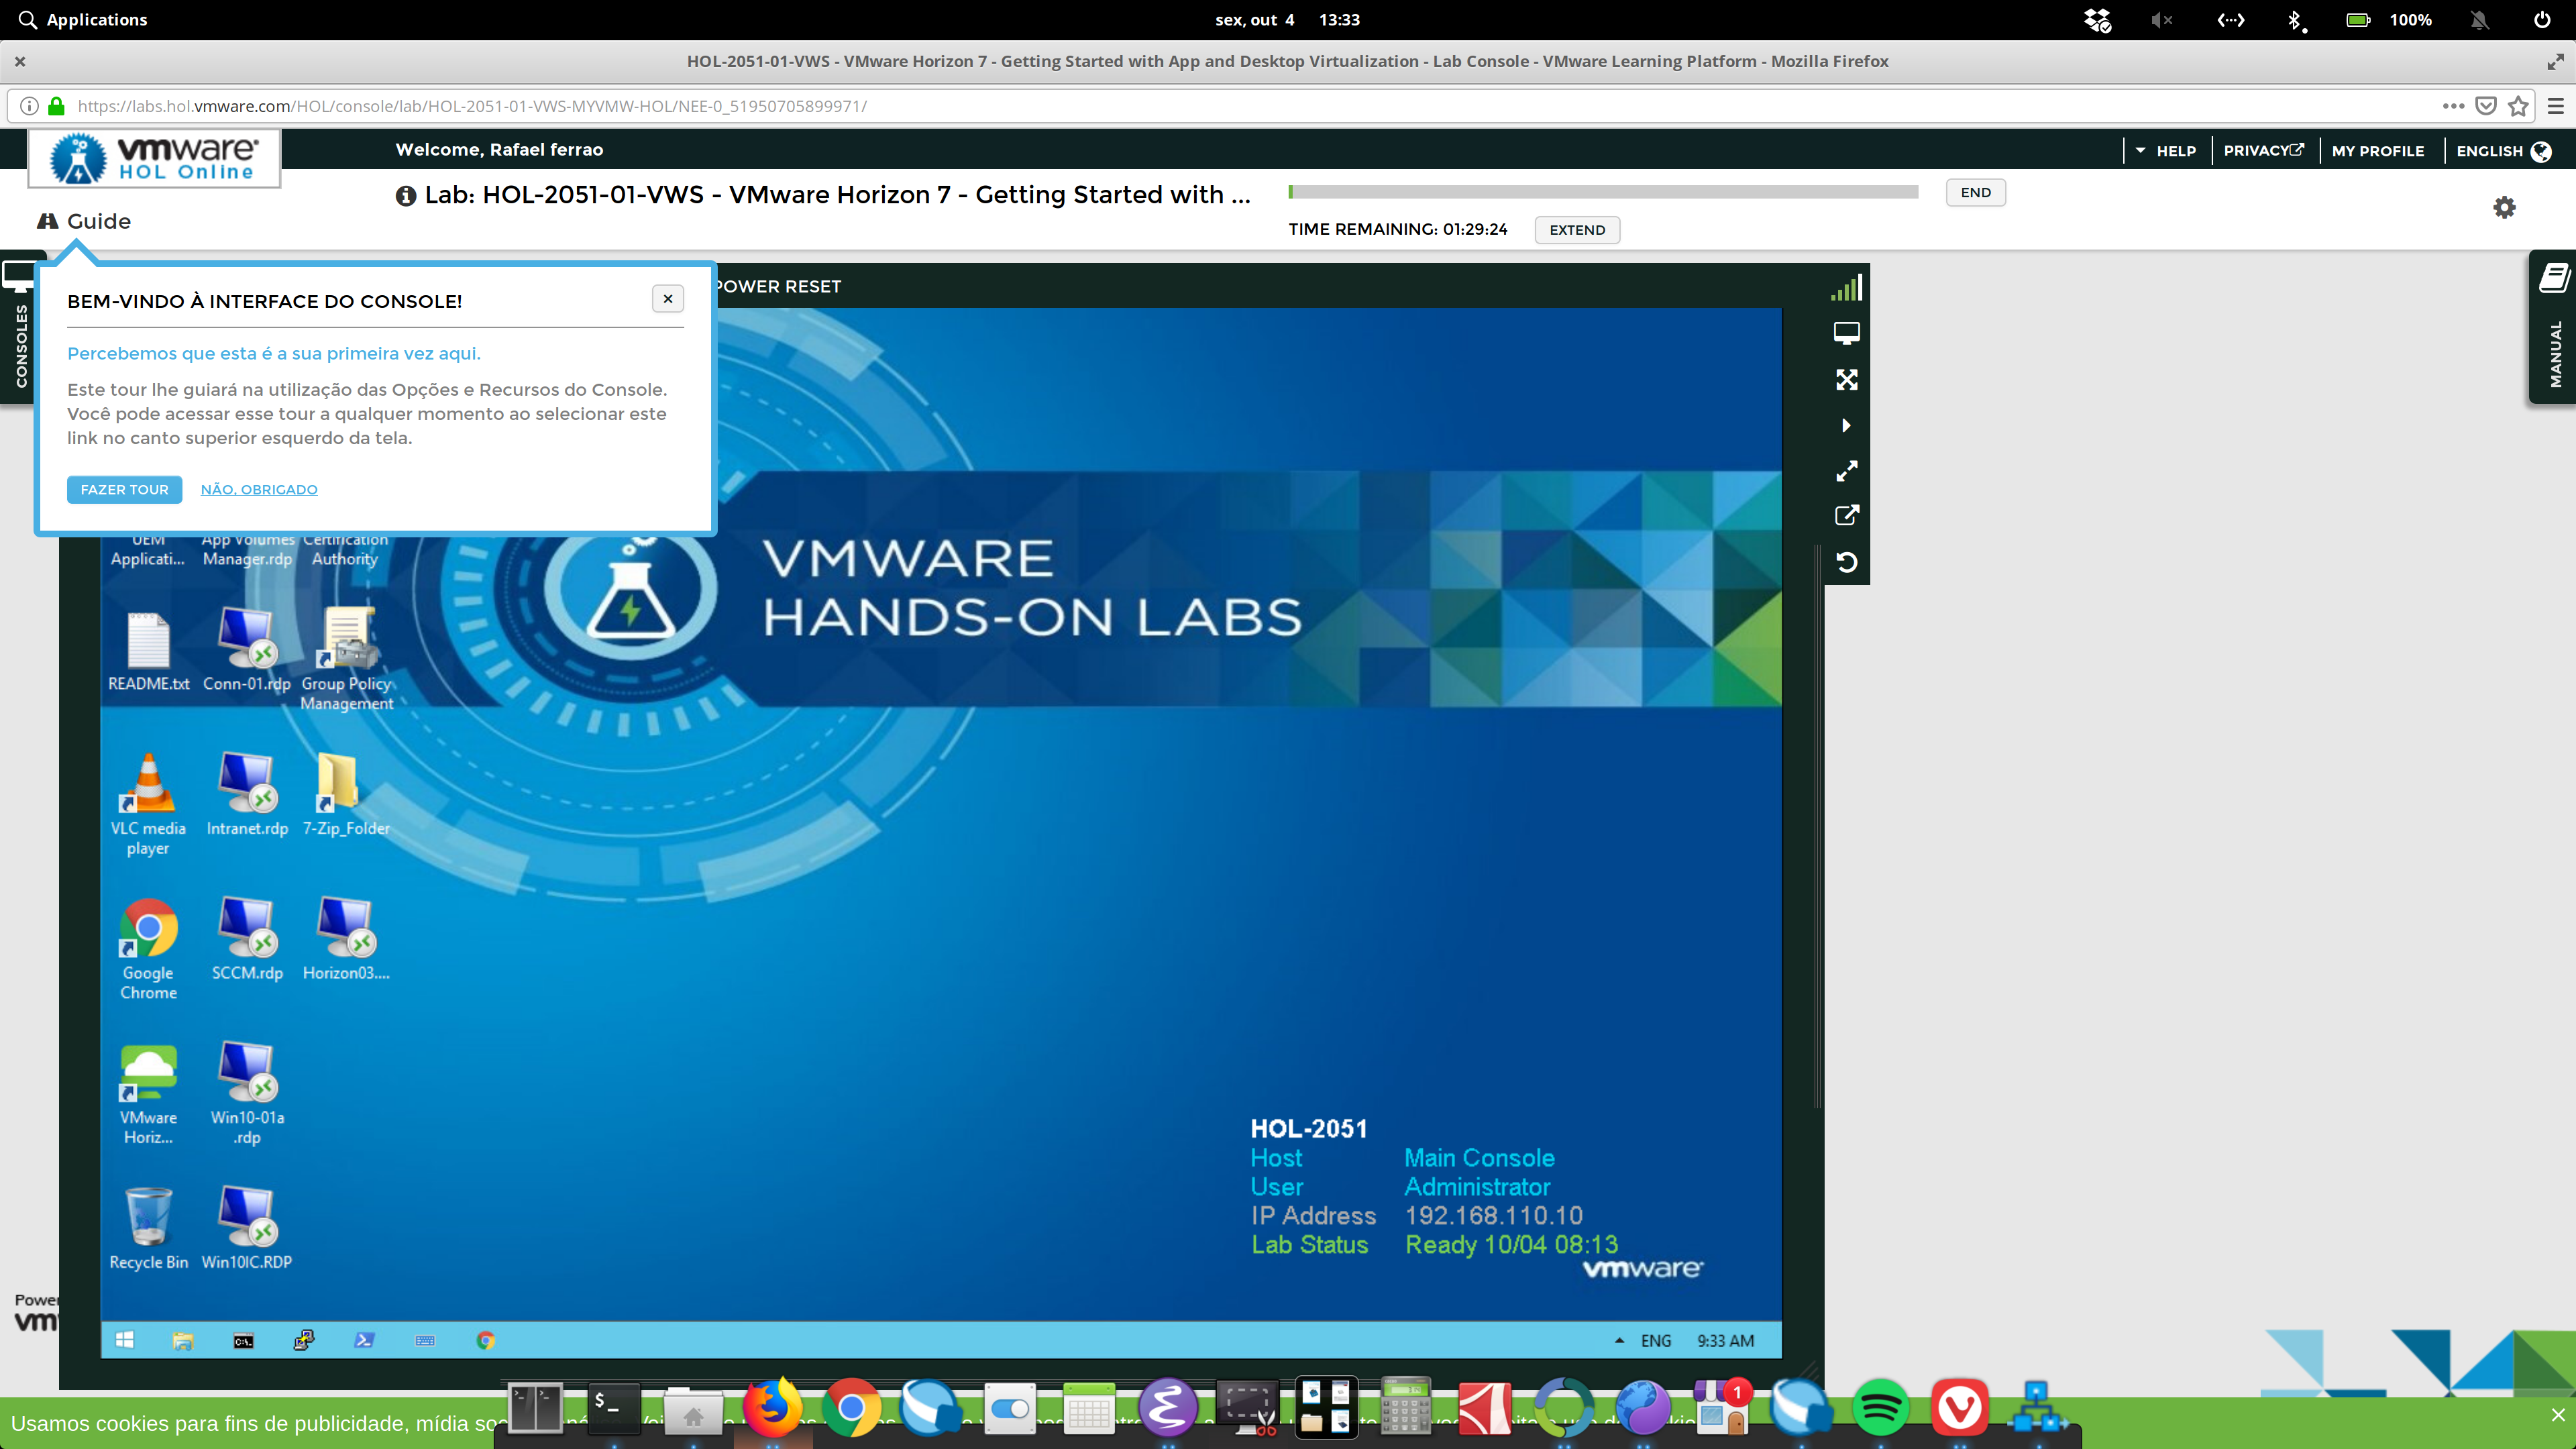 Applications
sex, out 4 13:33
100%
HOL-2051-01-VWS - VMware Horizon 7 - Getting Started with App and Desktop Virtualization - Lab Console - VMware Learning Platform - Mozilla Firefox
https://labs.hol.vmware.com/HOL/console/lab/HOL-2051-01-VWS-MYVMW-HOL/NEE-0_51950705899971/
vmware
HOL Online
Welcome, Rafael ferrao
HELP
PRIVACY
MY PROFILE
ENGLISH
Lab: HOL-2051-01-VWS - VMware Horizon 7 - Getting Started with ...
END
TIME REMAINING: 01:29:24
EXTEND
Guide
CONSOLES
MANUAL
POWER RESET
BEM-VINDO À INTERFACE DO CONSOLE!
Percebemos que esta é a sua primeira vez aqui.
Este tour lhe guiará na utilização das Opções e Recursos do Console.
Você pode acessar esse tour a qualquer momento ao selecionar este
link no canto superior esquerdo da tela.
FAZER TOUR
NÃO, OBRIGADO
UEM
Applicati...
App Volumes
Manager.rdp
Certification
Authority
VMWARE
HANDS-ON LABS
README.txt
Conn-01.rdp
Group Policy
Management
VLC media
player
Intranet.rdp
7-Zip_Folder
Google
Chrome
SCCM.rdp
Horizon03....
VMware
Horiz...
Win10-01a
.rdp
Recycle Bin
Win10IC.RDP
HOL-2051
Host Main Console
User Administrator
IP Address 192.168.110.10
Lab Status Ready 10/04 08:13
vmware
ENG
9:33 AM
Usamos cookies para fins de publicidade, mídia
1